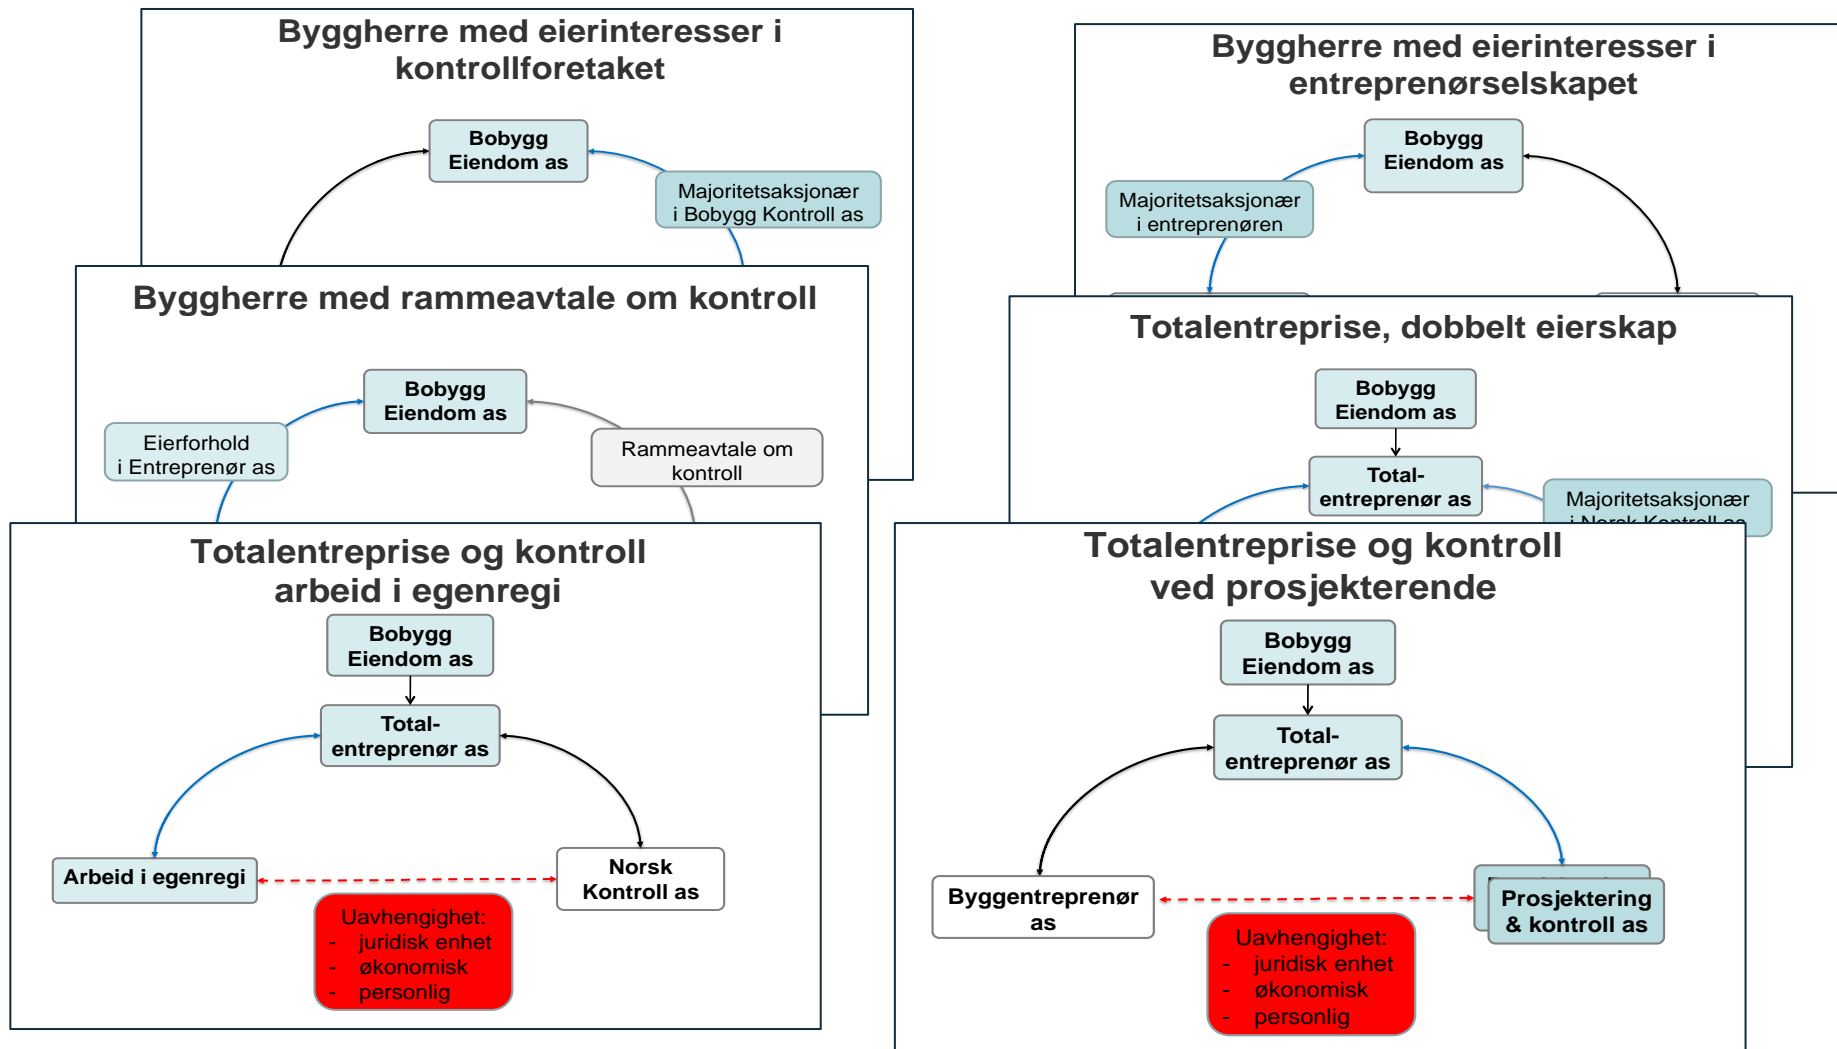 Byggherre med eierinteresser i
kontrollforetaket
Bobygg
Eiendom as
Majoritetsaksjonær
i Bobygg Kontroll as
Byggherre med rammeavtale om kontroll
Bobygg
Eiendom as
Eierforhold
i Entreprenør as
Rammeavtale om
kontroll
Totalentreprise og kontroll
arbeid i egenregi
Bobygg
Eiendom as
Total-
entreprenør as
Arbeid i egenregi
Norsk
Kontroll as
Uavhengighet:
- juridisk enhet
- økonomisk
- personlig
Byggherre med eierinteresser i
entreprenørselskapet
Bobygg
Eiendom as
Majoritetsaksjonær
i entreprenøren
Totalentreprise, dobbelt eierskap
Bobygg
Eiendom as
Total-
entreprenør as
Majoritetsaksjonær
i Norsk Kontroll as
Totalentreprise og kontroll
ved prosjekterende
Bobygg
Eiendom as
Total-
entreprenør as
Byggentreprenør
as
Prosjektering
& kontroll as
Uavhengighet:
- juridisk enhet
- økonomisk
- personlig